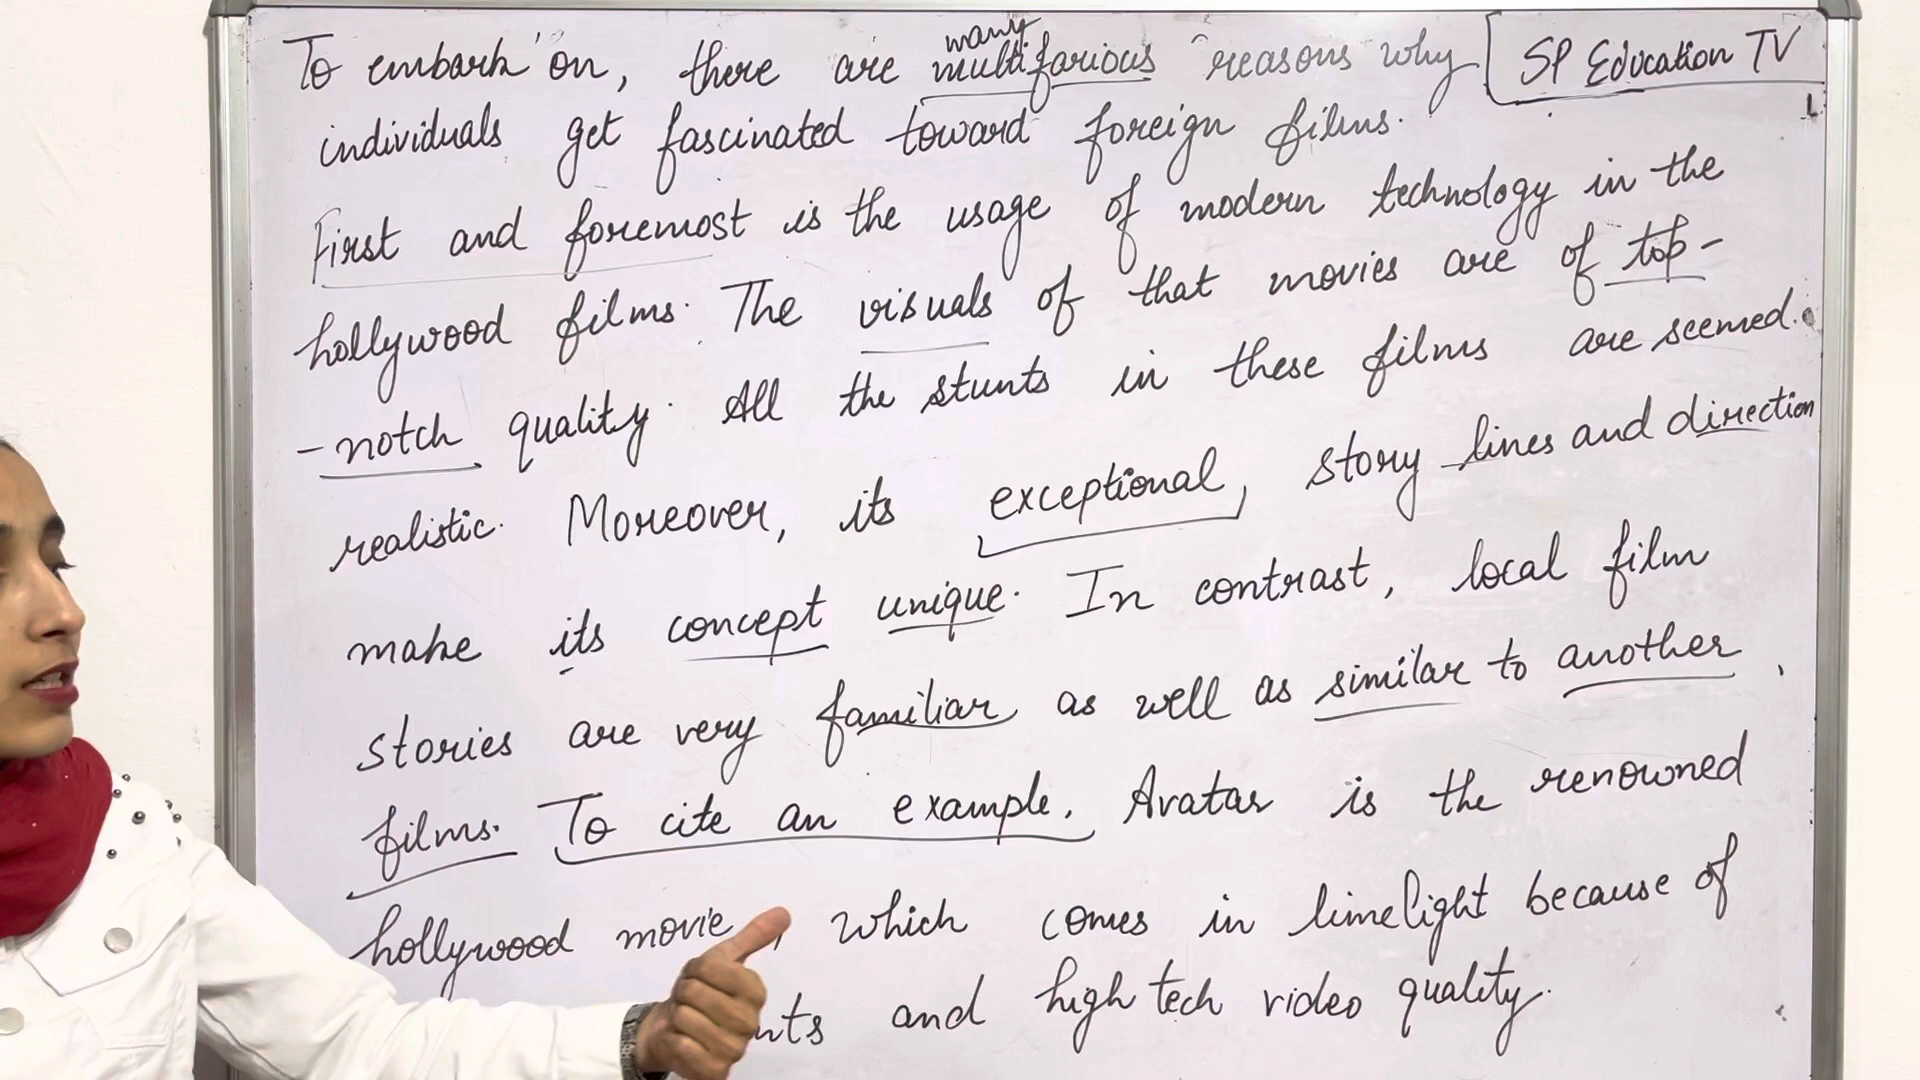 many
To embark on, there are multifarious reasons why
SP Education TV
individuals get fascinated toward foreign films.
First and foremost is the usage of modern technology in the
hollywood films. The visuals of that movies are of top-
-notch quality. All the stunts in these films are seemed.
realistic. Moreover, its exceptional, story lines and direction
make its concept unique. In contrast, local film
stories are very familiar as well as similar to another
films. To cite an example, Avatar is the renowned
hollywood movie, which comes in limelight because of
and high tech video quality.